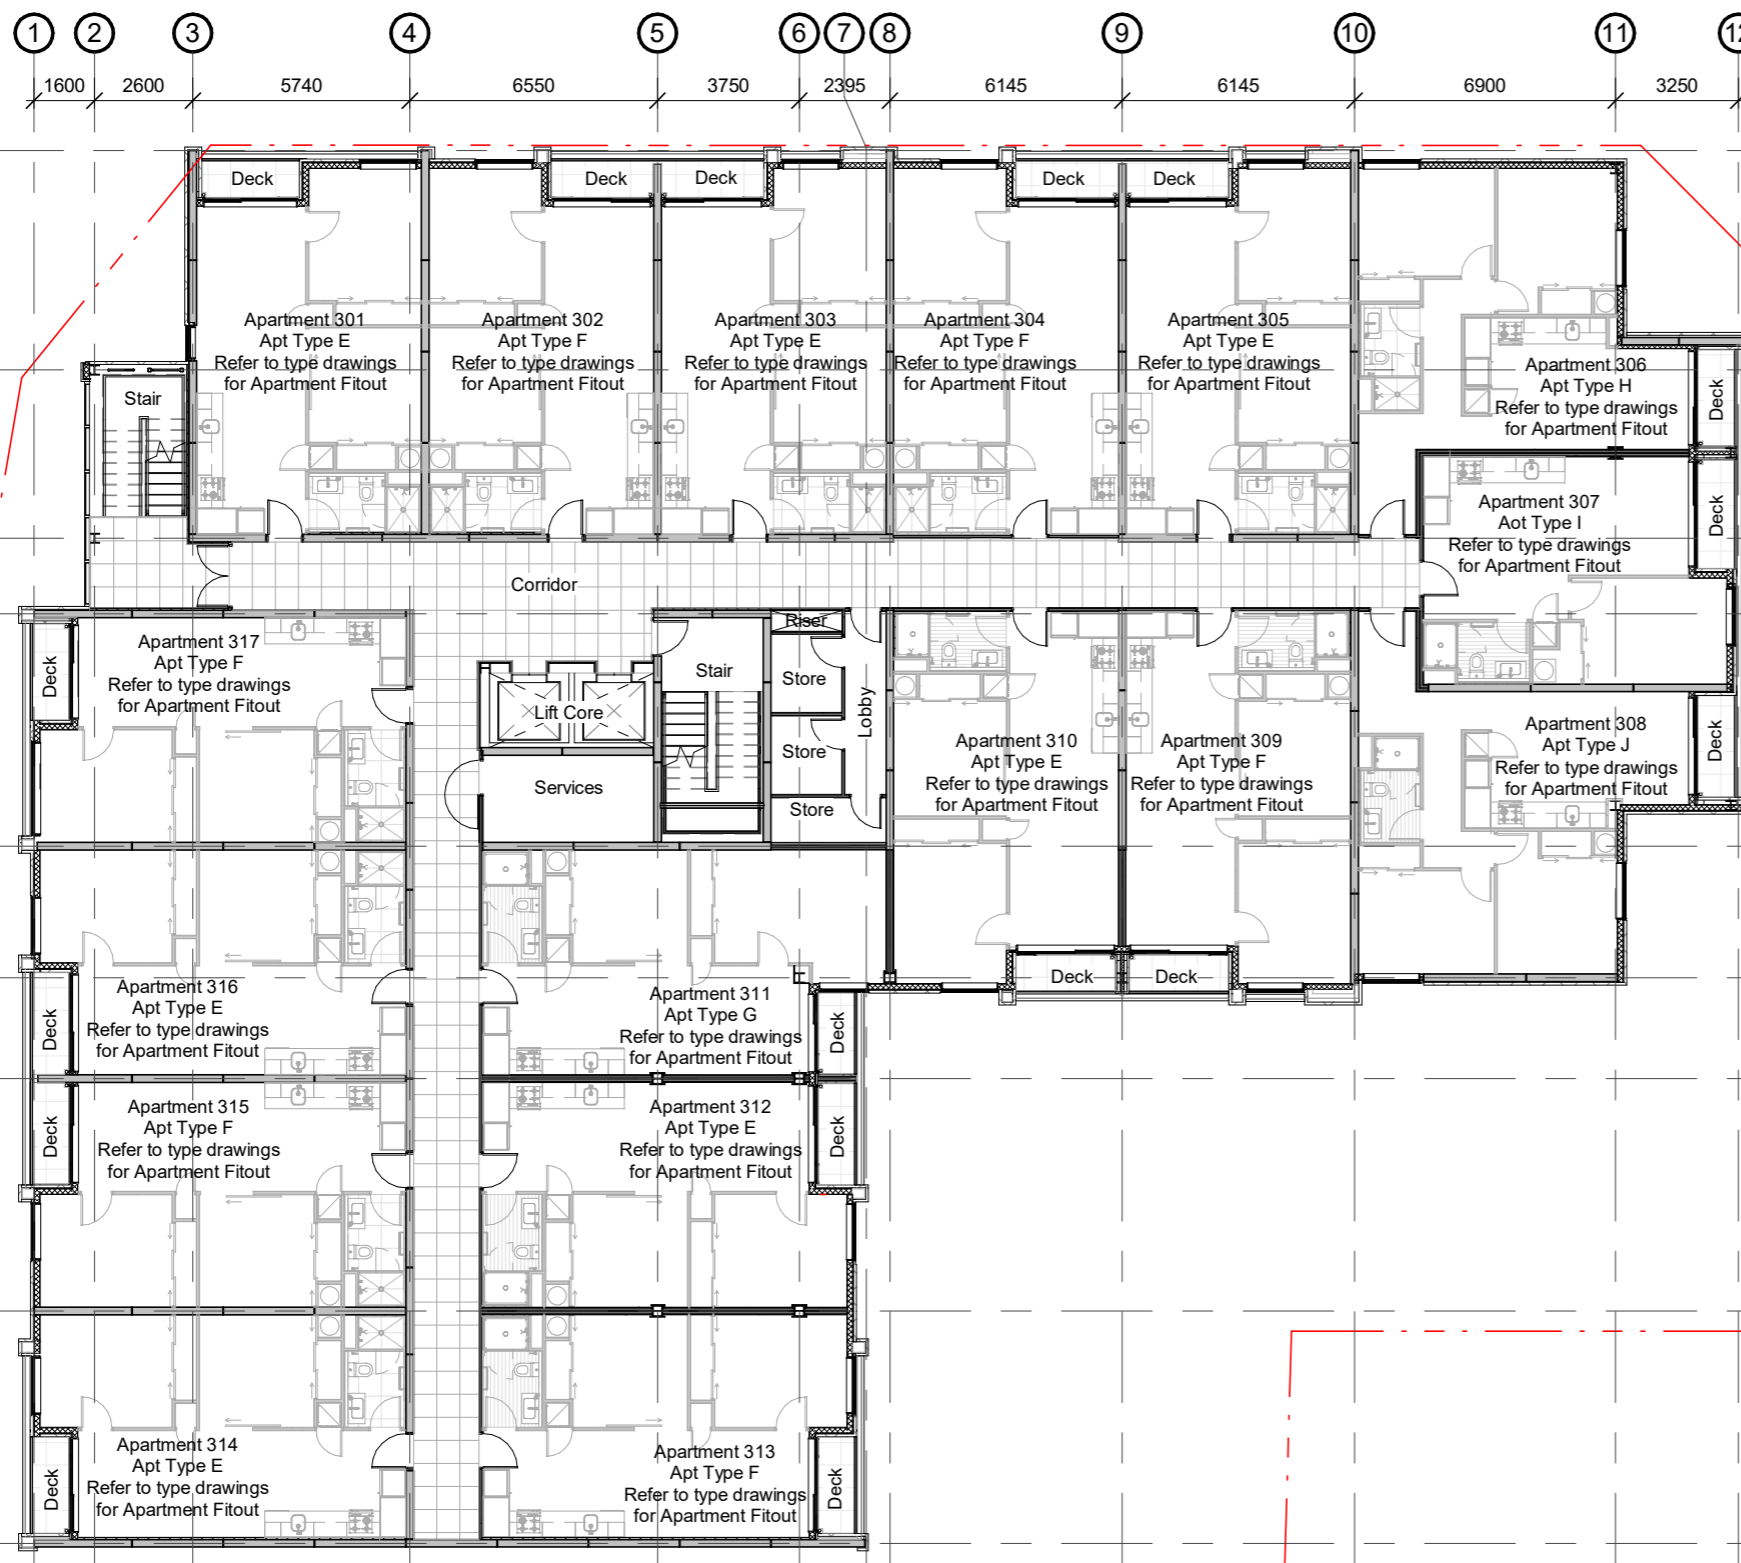 1 2 3 4 5 6 7 8 9 10 11 12
1600 2600 5740 6550 3750 2395 6145 6145 6900 3250
Deck
Deck
Deck
Deck
Deck
Apartment 301
Apt Type E
Refer to type drawings
for Apartment Fitout
Apartment 302
Apt Type F
Refer to type drawings
for Apartment Fitout
Apartment 303
Apt Type E
Refer to type drawings
for Apartment Fitout
Apartment 304
Apt Type F
Refer to type drawings
for Apartment Fitout
Apartment 305
Apt Type E
Refer to type drawings
for Apartment Fitout
Apartment 306
Apt Type H
Refer to type drawings
for Apartment Fitout
Deck
Stair
Apartment 307
Aot Type I
Refer to type drawings
for Apartment Fitout
Deck
Corridor
Apartment 317
Apt Type F
Refer to type drawings
for Apartment Fitout
Deck
Riser
Stair
Store
Lift Core
Lobby
Store
Services
Store
Apartment 310
Apt Type E
Refer to type drawings
for Apartment Fitout
Apartment 309
Apt Type F
Refer to type drawings
for Apartment Fitout
Apartment 308
Apt Type J
Refer to type drawings
for Apartment Fitout
Deck
Deck
Deck
Apartment 316
Apt Type E
Refer to type drawings
for Apartment Fitout
Deck
Apartment 311
Apt Type G
Refer to type drawings
for Apartment Fitout
Deck
Apartment 315
Apt Type F
Refer to type drawings
for Apartment Fitout
Deck
Apartment 312
Apt Type E
Refer to type drawings
for Apartment Fitout
Deck
Apartment 314
Apt Type E
Refer to type drawings
for Apartment Fitout
Deck
Apartment 313
Apt Type F
Refer to type drawings
for Apartment Fitout
Deck